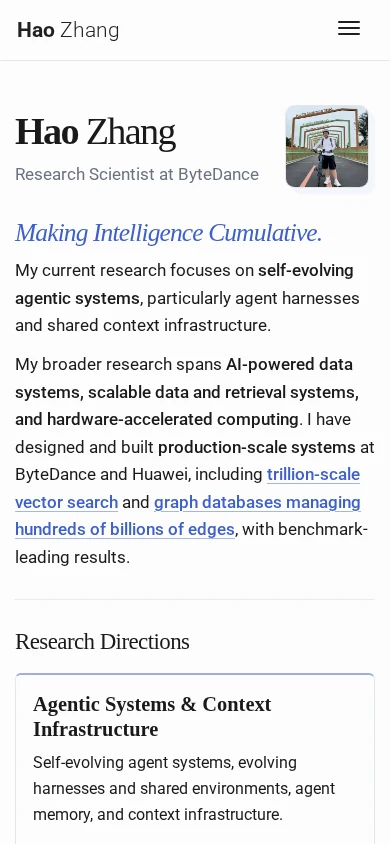 Hao Zhang
Hao Zhang
Research Scientist at ByteDance
Making Intelligence Cumulative.
My current research focuses on self-evolving
agentic systems, particularly agent harnesses
and shared context infrastructure.
My broader research spans AI-powered data
systems, scalable data and retrieval systems,
and hardware-accelerated computing. I have
designed and built production-scale systems at
ByteDance and Huawei, including trillion-scale
vector search and graph databases managing
hundreds of billions of edges, with benchmark-
leading results.
Research Directions
Agentic Systems & Context
Infrastructure
Self-evolving agent systems, evolving
harnesses and shared environments, agent
memory, and context infrastructure.